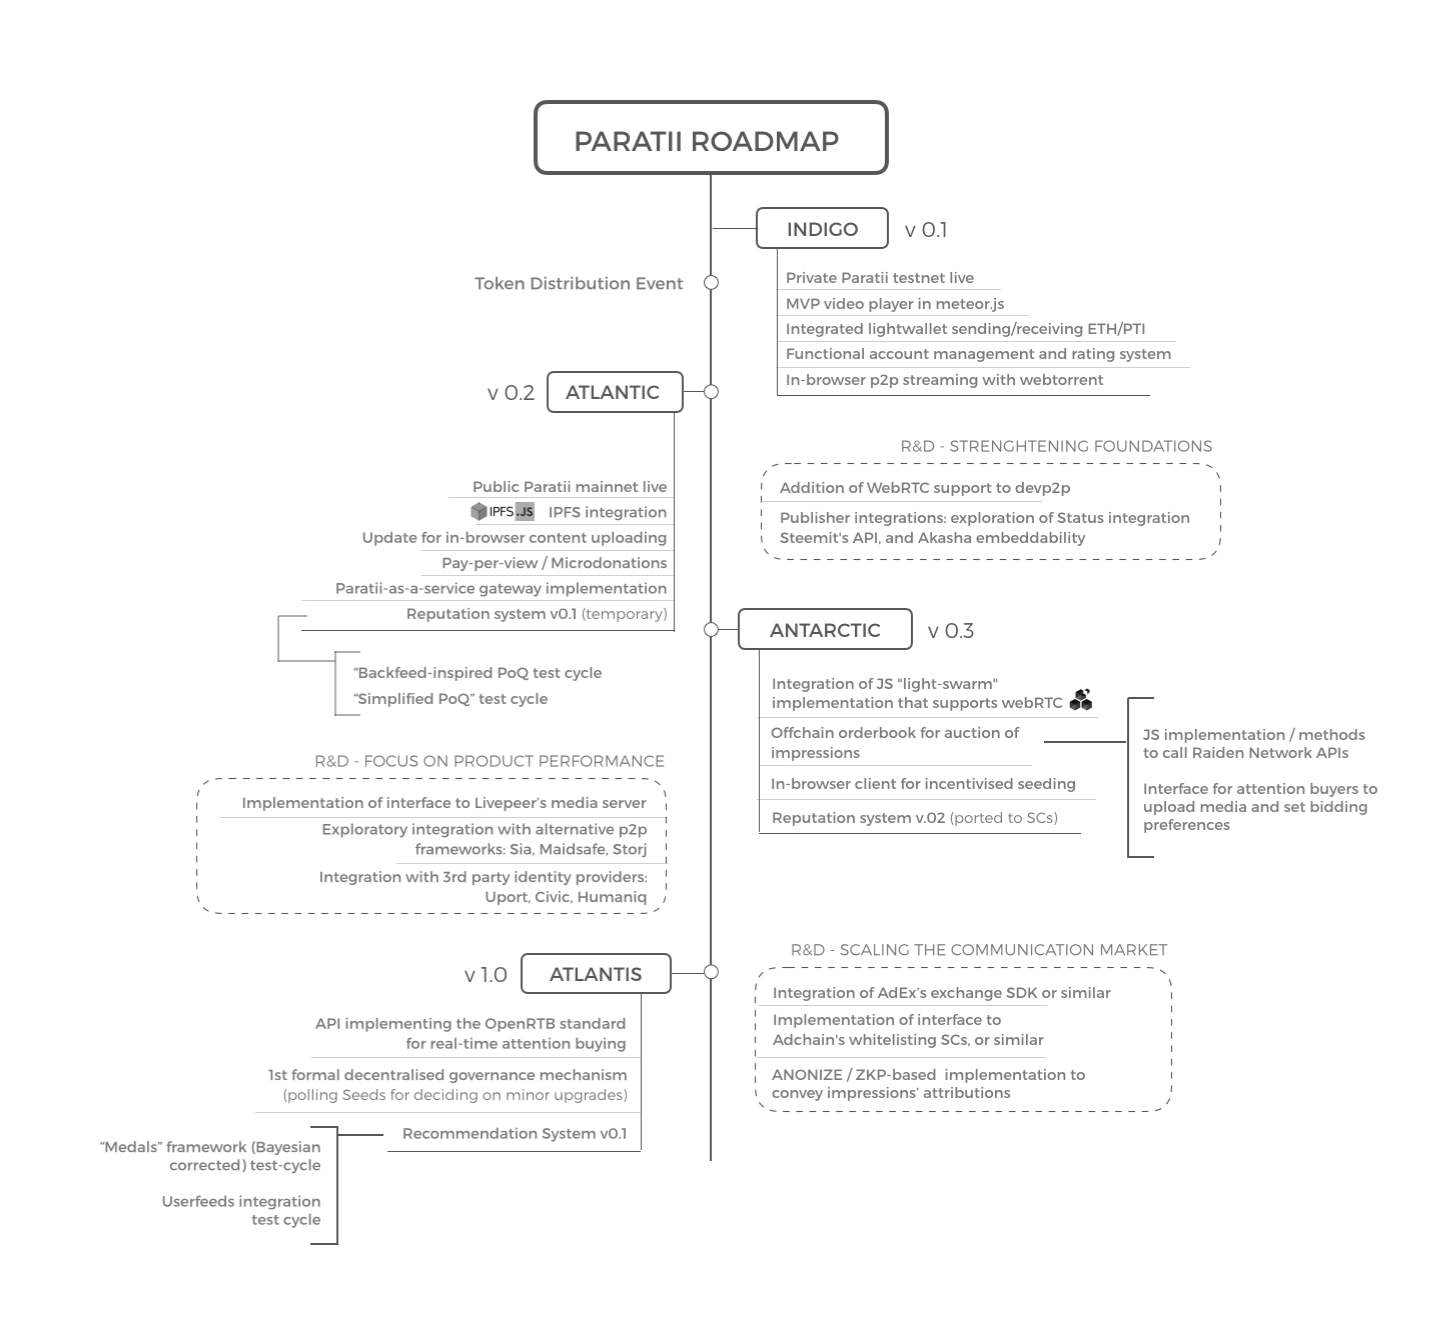 PARATII ROADMAP
INDIGO v 0.1
Private Paratii testnet live
MVP video player in meteor.js
Integrated lightwallet sending/receiving ETH/PTI
Functional account management and rating system
In-browser p2p streaming with webtorrent
Token Distribution Event
v 0.2 ATLANTIC
Public Paratii mainnet live
IPFS.JS IPFS integration
Update for in-browser content uploading
Pay-per-view / Microdonations
Paratii-as-a-service gateway implementation
Reputation system v0.1 (temporary)
“Backfeed-inspired PoQ test cycle
“Simplified PoQ” test cycle
R&D - STRENGHTENING FOUNDATIONS
Addition of WebRTC support to devp2p
Publisher integrations: exploration of Status integration
Steemit's API, and Akasha embeddability
ANTARCTIC v 0.3
Integration of JS "light-swarm"
implementation that supports webRTC
Offchain orderbook for auction of
impressions
In-browser client for incentivised seeding
Reputation system v.02 (ported to SCs)
JS implementation / methods
to call Raiden Network APIs
Interface for attention buyers to
upload media and set bidding
preferences
R&D - FOCUS ON PRODUCT PERFORMANCE
Implementation of interface to Livepeer’s media server
Exploratory integration with alternative p2p
frameworks: Sia, Maidsafe, Storj
Integration with 3rd party identity providers:
Uport, Civic, Humaniq
v 1.0 ATLANTIS
API implementing the OpenRTB standard
for real-time attention buying
1st formal decentralised governance mechanism
(polling Seeds for deciding on minor upgrades)
Recommendation System v0.1
“Medals” framework (Bayesian
corrected) test-cycle
Userfeeds integration
test cycle
R&D - SCALING THE COMMUNICATION MARKET
Integration of AdEx’s exchange SDK or similar
Implementation of interface to
Adchain's whitelisting SCs, or similar
ANONIZE / ZKP-based implementation to
convey impressions’ attributions